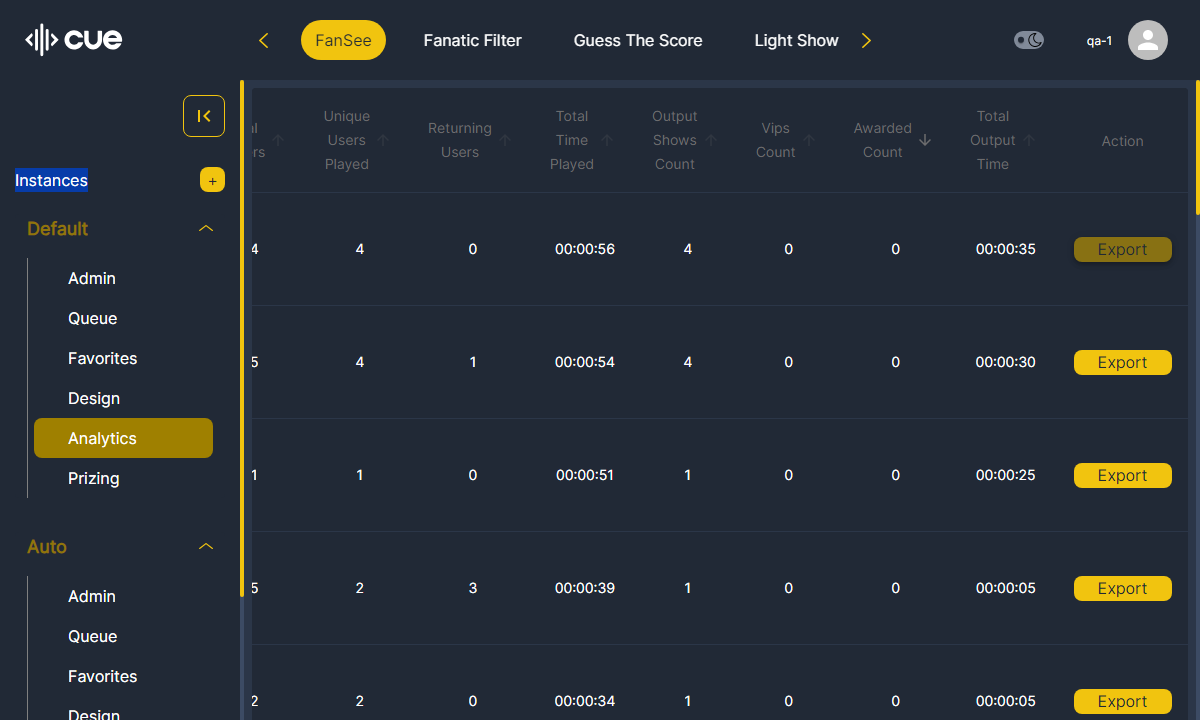 cue
FanSee
Fanatic Filter
Guess The Score
Light Show
qa-1
Instances
+
Default
Admin
Queue
Favorites
Design
Analytics
Prizing
Auto
Admin
Queue
Favorites
Design
Unique
Users
Played
Returning
Users
Total
Time
Played
Output
Shows
Count
Vips
Count
Awarded
Count
Total
Output
Time
Action
4 4 0 00:00:56 4 0 0 00:00:35 Export
5 4 1 00:00:54 4 0 0 00:00:30 Export
1 1 0 00:00:51 1 0 0 00:00:25 Export
5 2 3 00:00:39 1 0 0 00:00:05 Export
2 2 0 00:00:34 1 0 0 00:00:05 Export